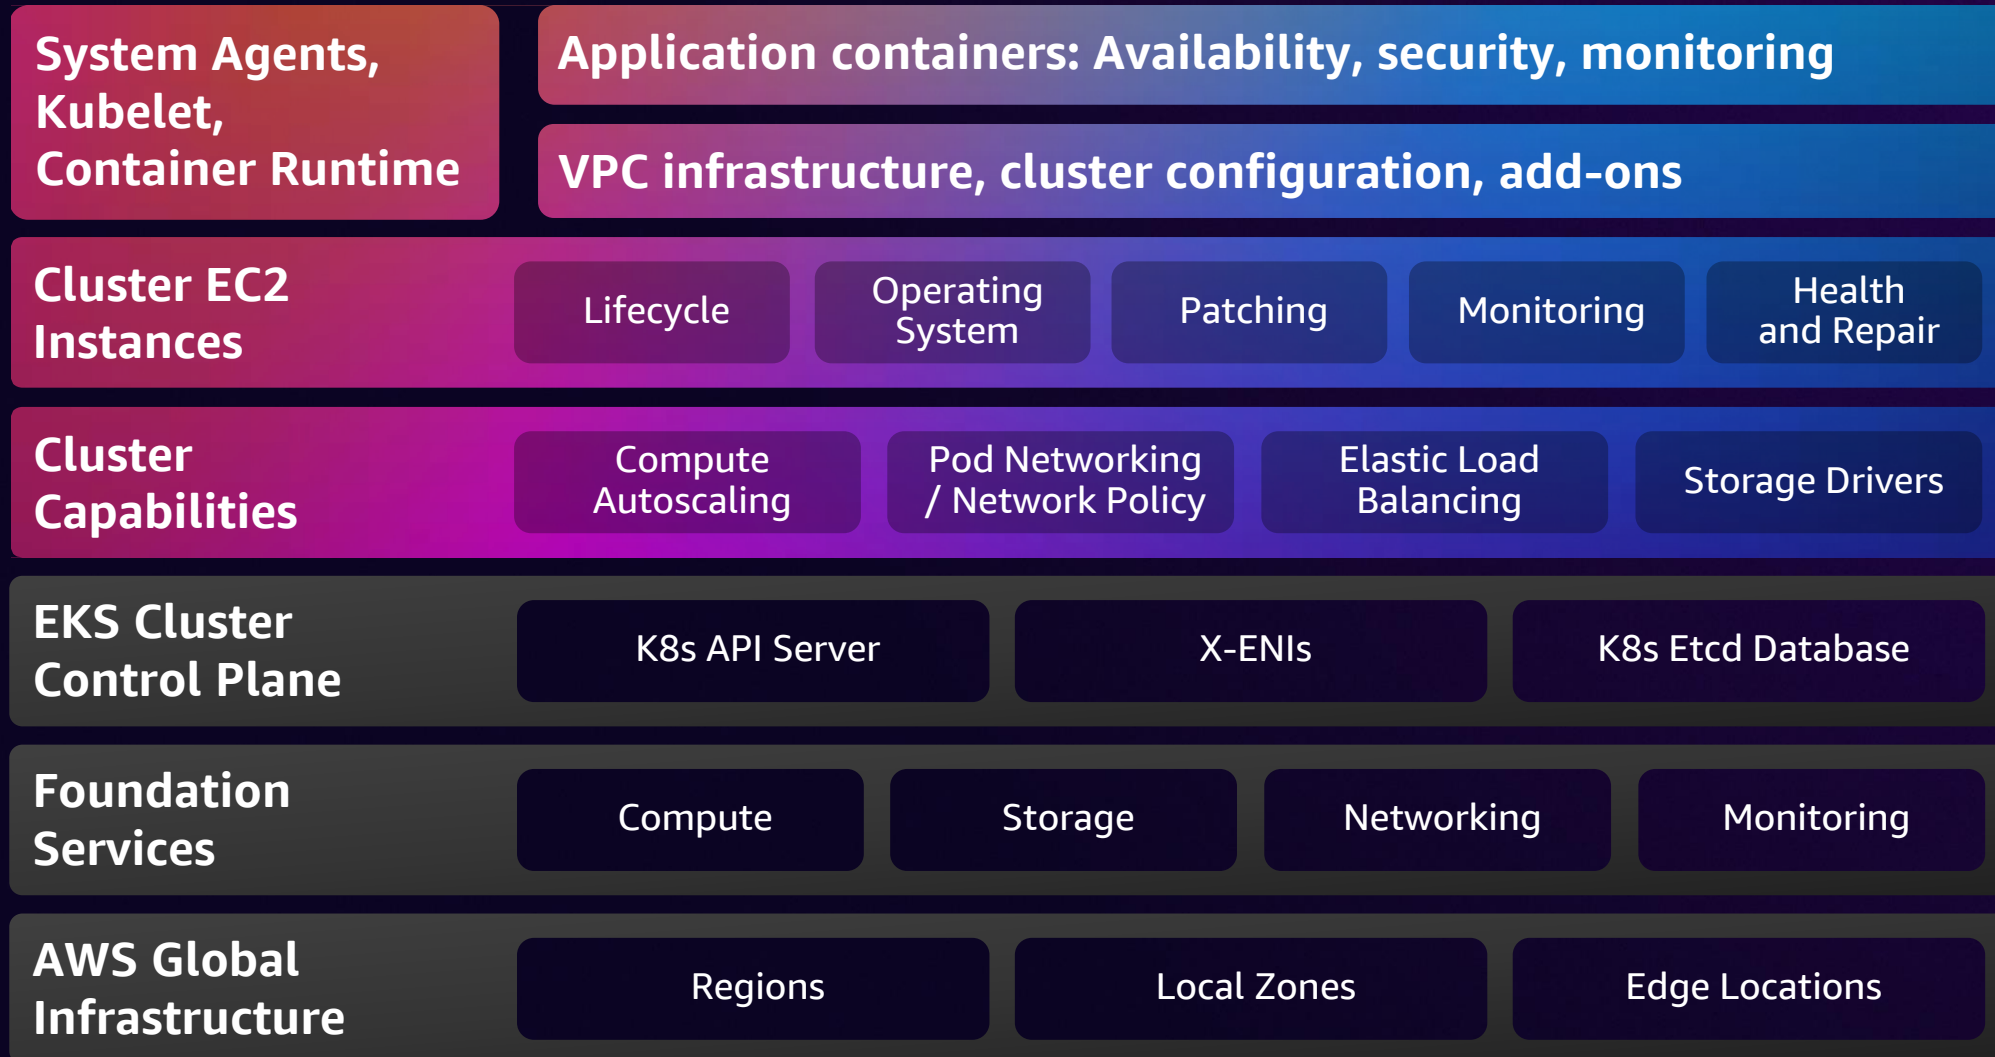 System Agents,
Kubelet,
Container Runtime
Application containers: Availability, security, monitoring
VPC infrastructure, cluster configuration, add-ons
Cluster EC2
Instances
Lifecycle
Operating
System
Patching
Monitoring
Health
and Repair
Cluster
Capabilities
Compute
Autoscaling
Pod Networking
/ Network Policy
Elastic Load
Balancing
Storage Drivers
EKS Cluster
Control Plane
K8s API Server
X-ENIs
K8s Etcd Database
Foundation
Services
Compute
Storage
Networking
Monitoring
AWS Global
Infrastructure
Regions
Local Zones
Edge Locations